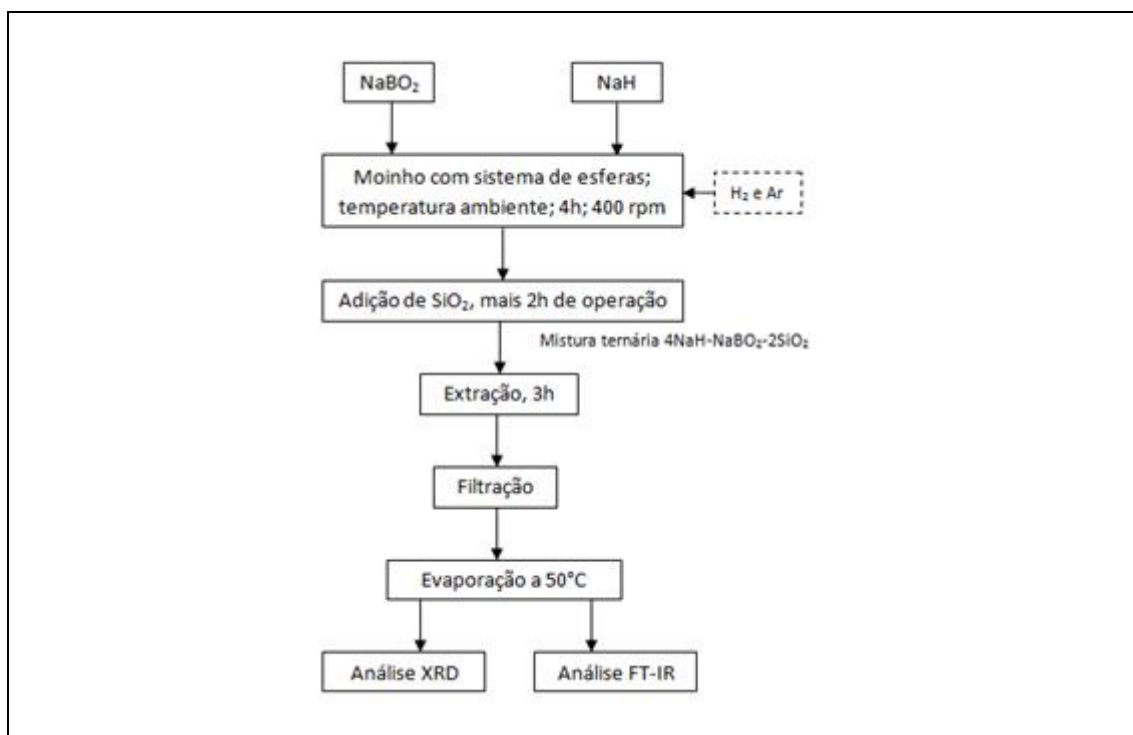 NaBO₂
NaH
Moinho com sistema de esferas;
temperatura ambiente; 4h; 400 rpm
H₂ e Ar
Adição de SiO₂, mais 2h de operação
Mistura ternária 4NaH-NaBO₂-2SiO₂
Extração, 3h
Filtração
Evaporação a 50°C
Análise XRD
Análise FT-IR